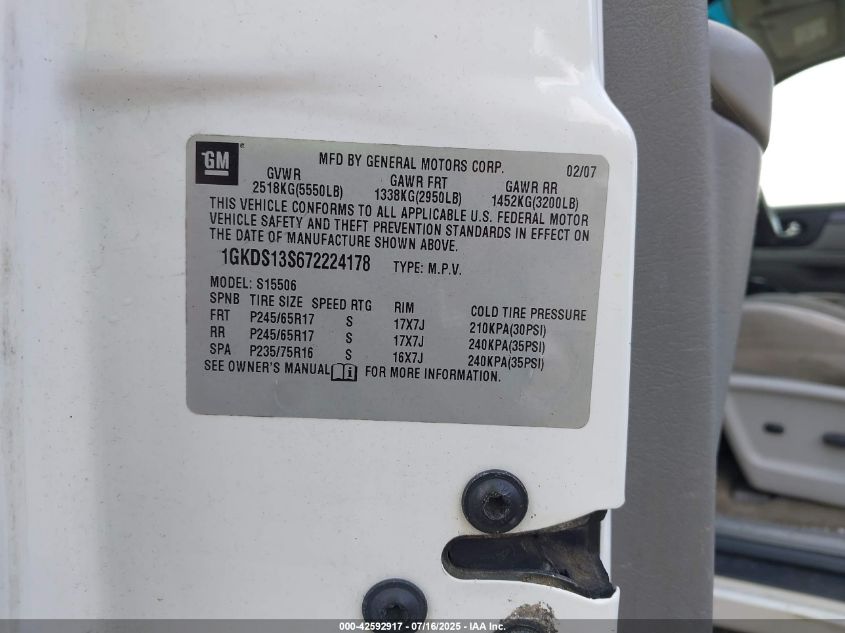 GM ® MFD BY GENERAL MOTORS CORP. 02/07
GVWR GAWR FRT GAWR RR
2518KG(5550LB) 1338KG(2950LB) 1452KG(3200LB)
THIS VEHICLE CONFORMS TO ALL APPLICABLE U.S. FEDERAL MOTOR
VEHICLE SAFETY AND THEFT PREVENTION STANDARDS IN EFFECT ON
THE DATE OF MANUFACTURE SHOWN ABOVE.
1GKDS13S672224178 TYPE: M.P.V.
MODEL: S15506
SPNB TIRE SIZE SPEED RTG RIM COLD TIRE PRESSURE
FRT P245/65R17 S 17X7J 210KPA(30PSI)
RR P245/65R17 S 17X7J 240KPA(35PSI)
SPA P235/75R16 S 16X7J 240KPA(35PSI)
SEE OWNER'S MANUAL i FOR MORE INFORMATION.
000-42592917 - 07/16/2025 - IAA Inc.